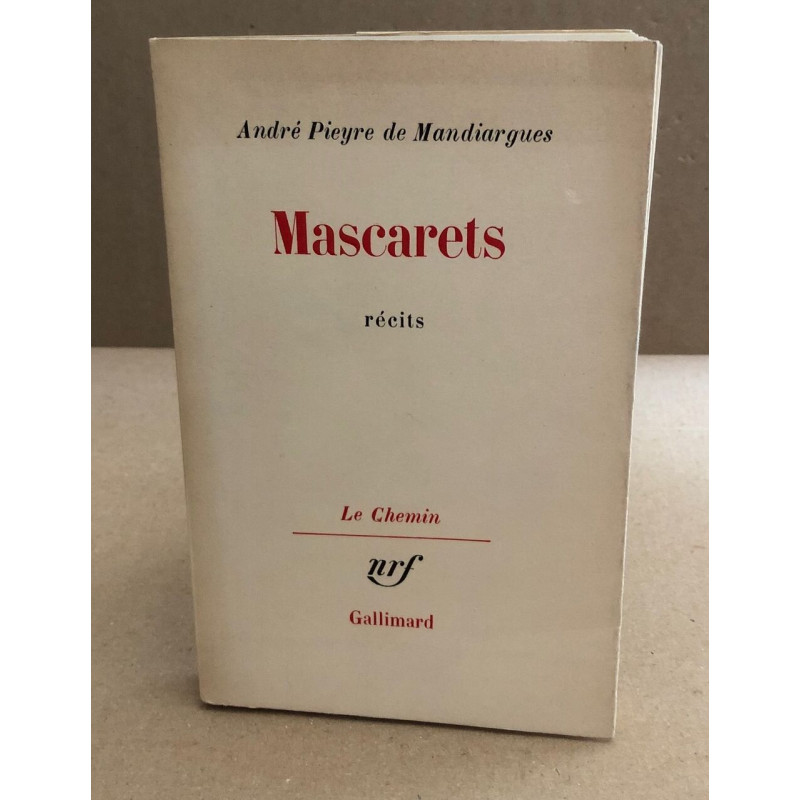 André Pieyre de Mandiargues
Mascarets
récits
Le Chemin
nrf
Gallimard